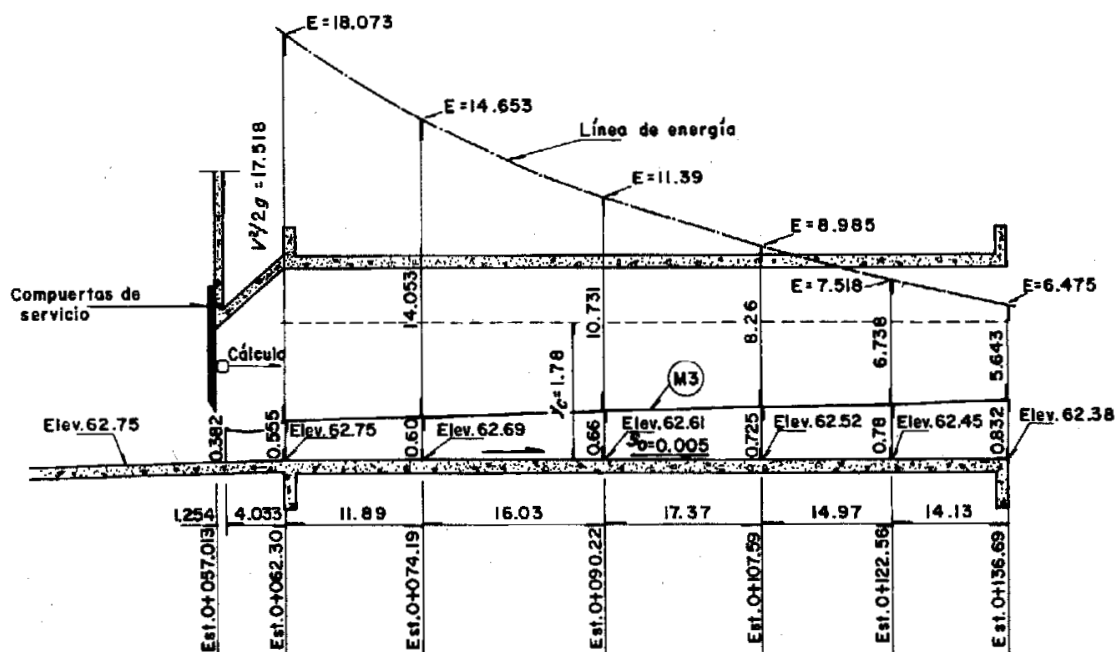 E=18.073
E=14.653
Línea de energía
V²/2g = 17.518
E=11.39
E=8.985
E=7.518
E=6.475
Compuertas de
servicio
14.053
10.731
8.26
6.738
5.643
Cálculo
yc = 1.78
M3
Elev. 62.75
0.382
0.555
Elev. 62.75
0.60
Elev. 62.69
0.66
Elev. 62.61
0.725
Elev. 62.52
0.78
Elev. 62.45
0.832
Elev. 62.38
=0.005
1.254
4.033
11.89
16.03
17.37
14.97
14.13
Est. 0+057.013
Est. 0+062.30
Est. 0+074.19
Est. 0+090.22
Est. 0+107.59
Est. 0+122.56
Est. 0+136.69